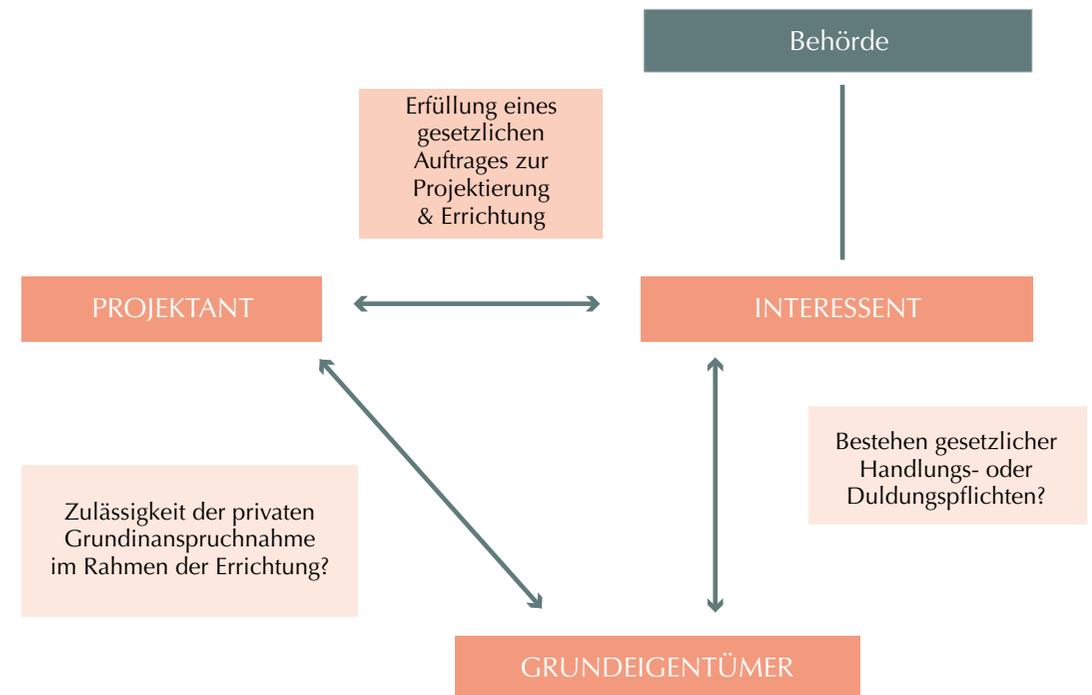 Behörde
Erfüllung eines
gesetzlichen
Auftrages zur
Projektierung
& Errichtung
PROJEKTANT
INTERESSENT
Bestehen gesetzlicher
Handlungs- oder
Duldungspflichten?
Zulässigkeit der privaten
Grundinanspruchnahme
im Rahmen der Errichtung?
GRUNDEIGENTÜMER